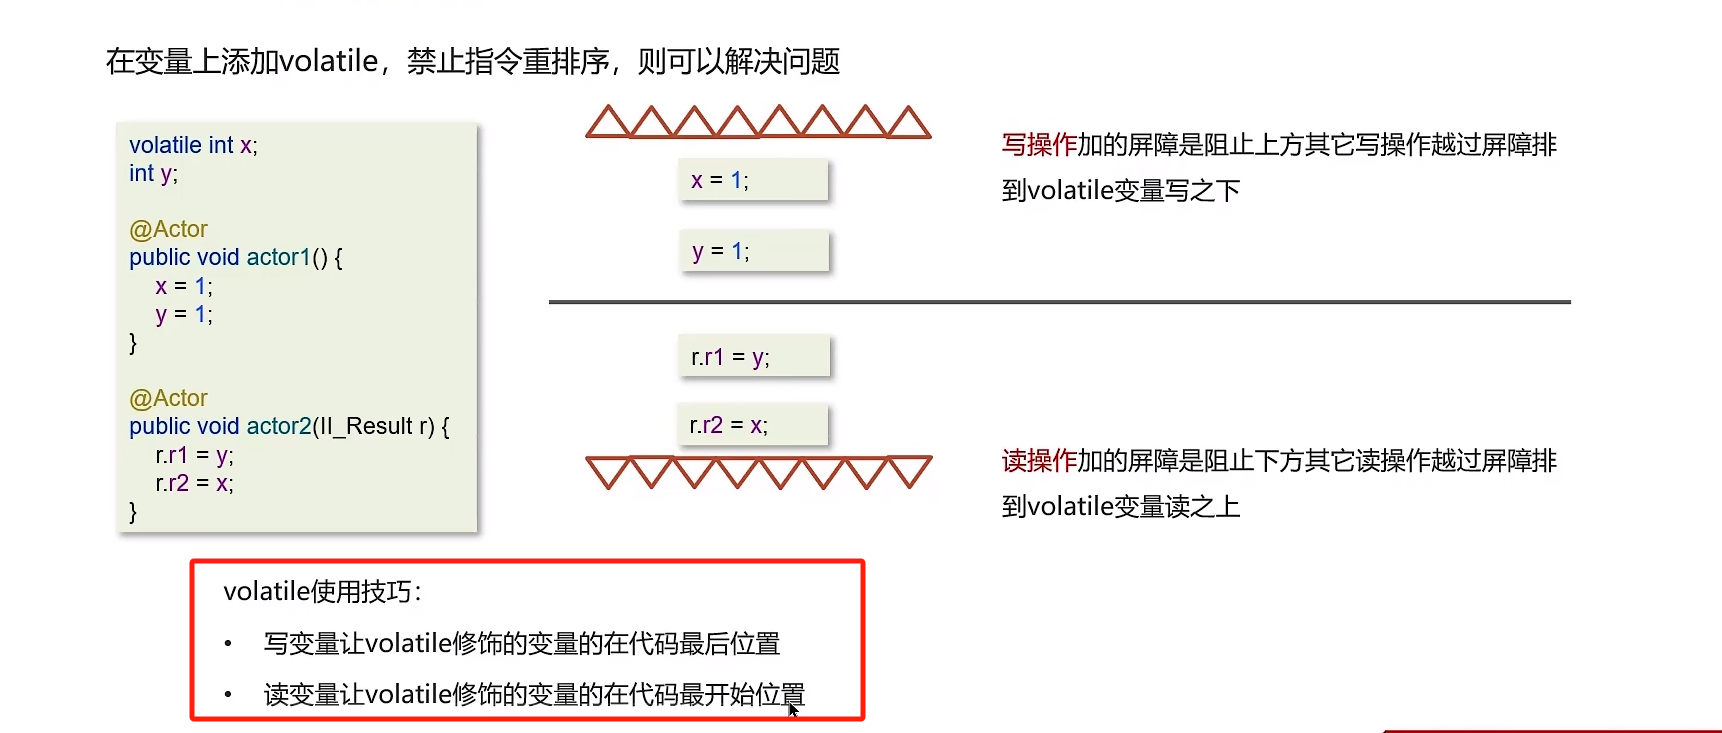 在变量上添加volatile，禁止指令重排序，则可以解决问题
volatile int x;
int y;
@Actor
public void actor1() {
x = 1;
y = 1;
}
@Actor
public void actor2(II_Result r) {
r.r1 = y;
r.r2 = x;
}
x = 1;
y = 1;
r.r1 = y;
r.r2 = x;
写操作加的屏障是阻止上方其它写操作越过屏障排
到volatile变量写之下
读操作加的屏障是阻止下方其它读操作越过屏障排
到volatile变量读之上
volatile使用技巧：
• 写变量让volatile修饰的变量的在代码最后位置
• 读变量让volatile修饰的变量的在代码最开始位置